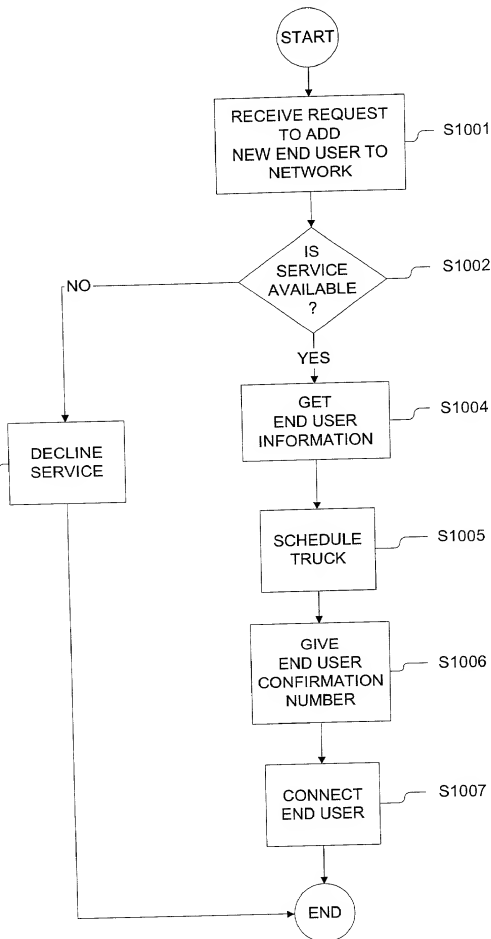 START
RECEIVE REQUEST
TO ADD
NEW END USER TO
NETWORK
S1001
IS
SERVICE
AVAILABLE
?
S1002
NO
YES
GET
END USER
INFORMATION
S1004
DECLINE
SERVICE
SCHEDULE
TRUCK
S1005
GIVE
END USER
CONFIRMATION
NUMBER
S1006
CONNECT
END USER
S1007
END